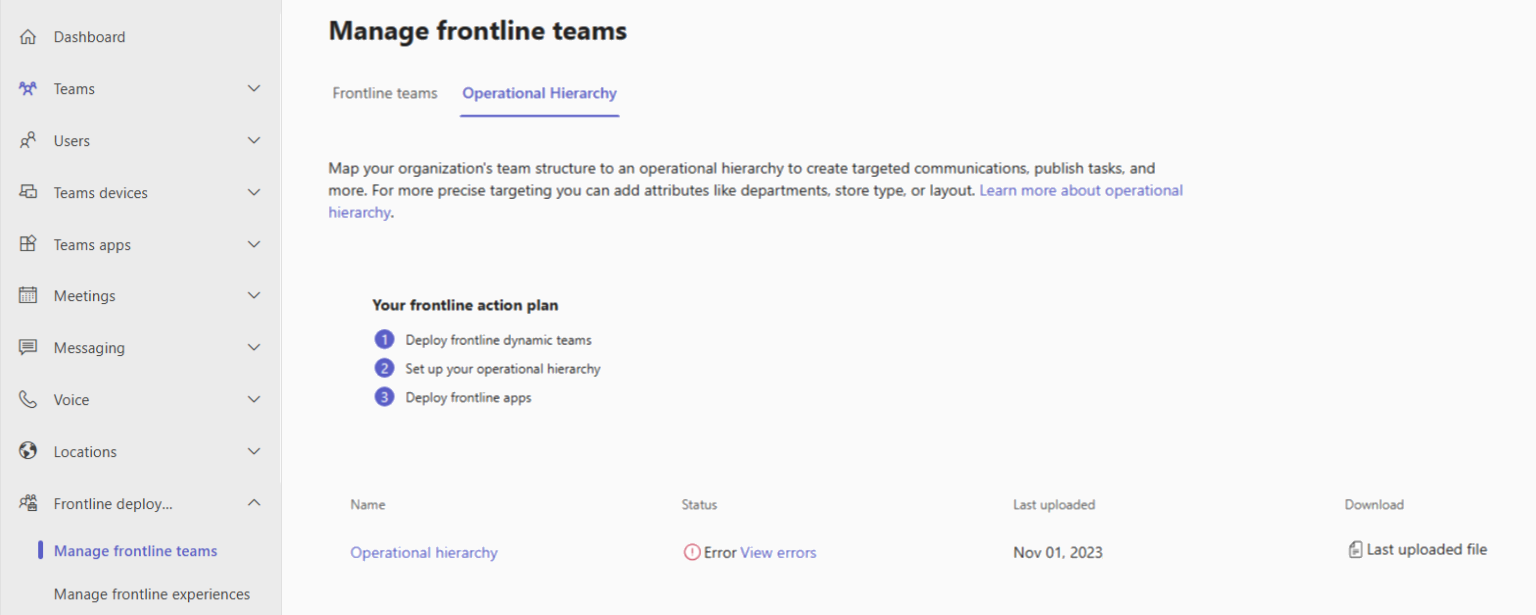 Dashboard
Teams
Users
Teams devices
Teams apps
Meetings
Messaging
Voice
Locations
Frontline deploy...
Manage frontline teams
Manage frontline experiences
Manage frontline teams
Frontline teams Operational Hierarchy
Map your organization's team structure to an operational hierarchy to create targeted communications, publish tasks, and
more. For more precise targeting you can add attributes like departments, store type, or layout. Learn more about operational
hierarchy.
Your frontline action plan
1 Deploy frontline dynamic teams
2 Set up your operational hierarchy
3 Deploy frontline apps
Name Status Last uploaded Download
Operational hierarchy Error View errors Nov 01, 2023 Last uploaded file